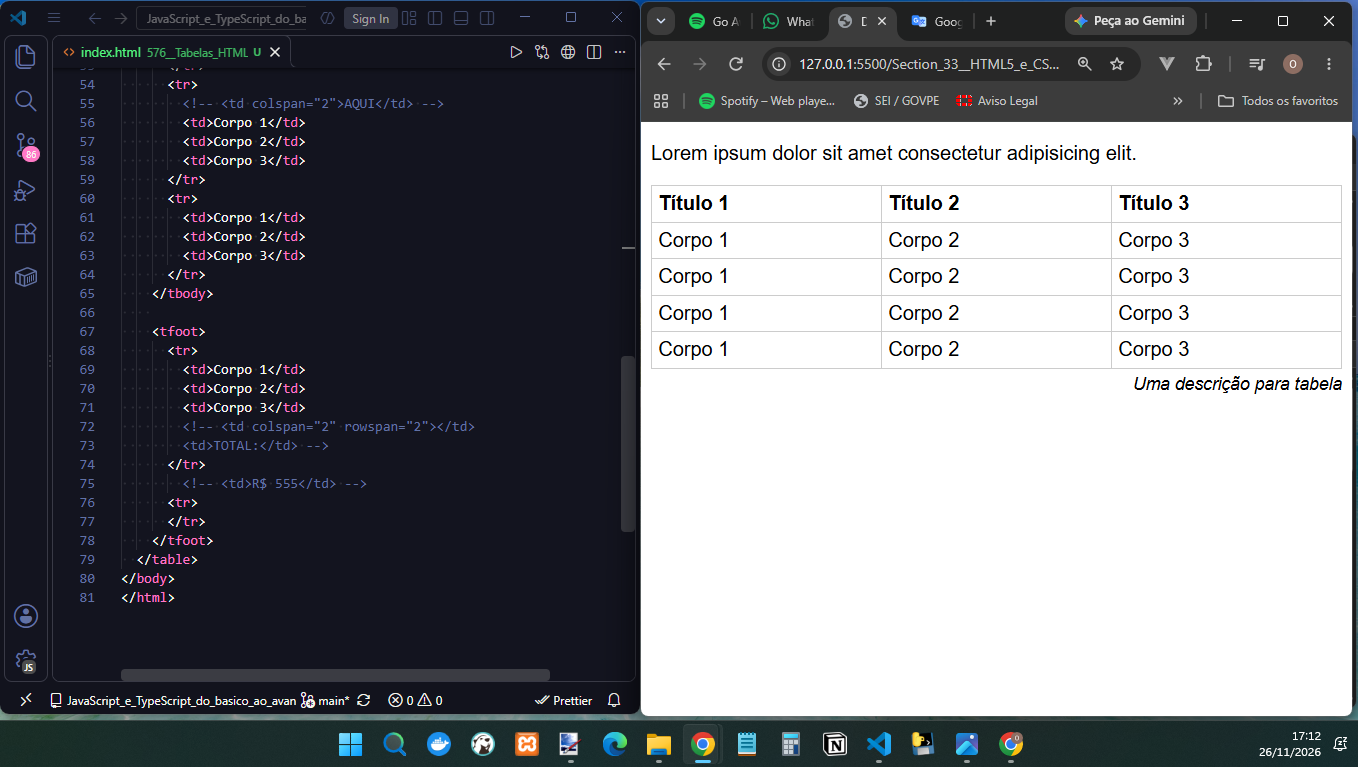 JavaScript_e_TypeScript_do_ba
Sign In
index.html 576__Tabelas_HTML U
54 <tr>
55 <!-- <td colspan="2">AQUI</td> -->
56 <td>Corpo 1</td>
57 <td>Corpo 2</td>
58 <td>Corpo 3</td>
59 </tr>
60 <tr>
61 <td>Corpo 1</td>
62 <td>Corpo 2</td>
63 <td>Corpo 3</td>
64 </tr>
65 </tbody>
66
67 <tfoot>
68 <tr>
69 <td>Corpo 1</td>
70 <td>Corpo 2</td>
71 <td>Corpo 3</td>
72 <!-- <td colspan="2" rowspan="2"></td>
73 <td>TOTAL:</td> -->
74 </tr>
75 <!-- <td>R$ 555</td> -->
76 <tr>
77 </tr>
78 </tfoot>
79 </table>
80 </body>
81 </html>
86
JS
JavaScript_e_TypeScript_do_basico_ao_avan main* 0 0 Prettier
Go A What D Goog Peça ao Gemini
127.0.0.1:5500/Section_33__HTML5_e_CS... O
Spotify – Web playe... SEI / GOVPE Aviso Legal » Todos os favoritos
Lorem ipsum dolor sit amet consectetur adipisicing elit.
Título 1 Título 2 Título 3
Corpo 1 Corpo 2 Corpo 3
Corpo 1 Corpo 2 Corpo 3
Corpo 1 Corpo 2 Corpo 3
Corpo 1 Corpo 2 Corpo 3
Uma descrição para tabela
17:12
26/11/2026